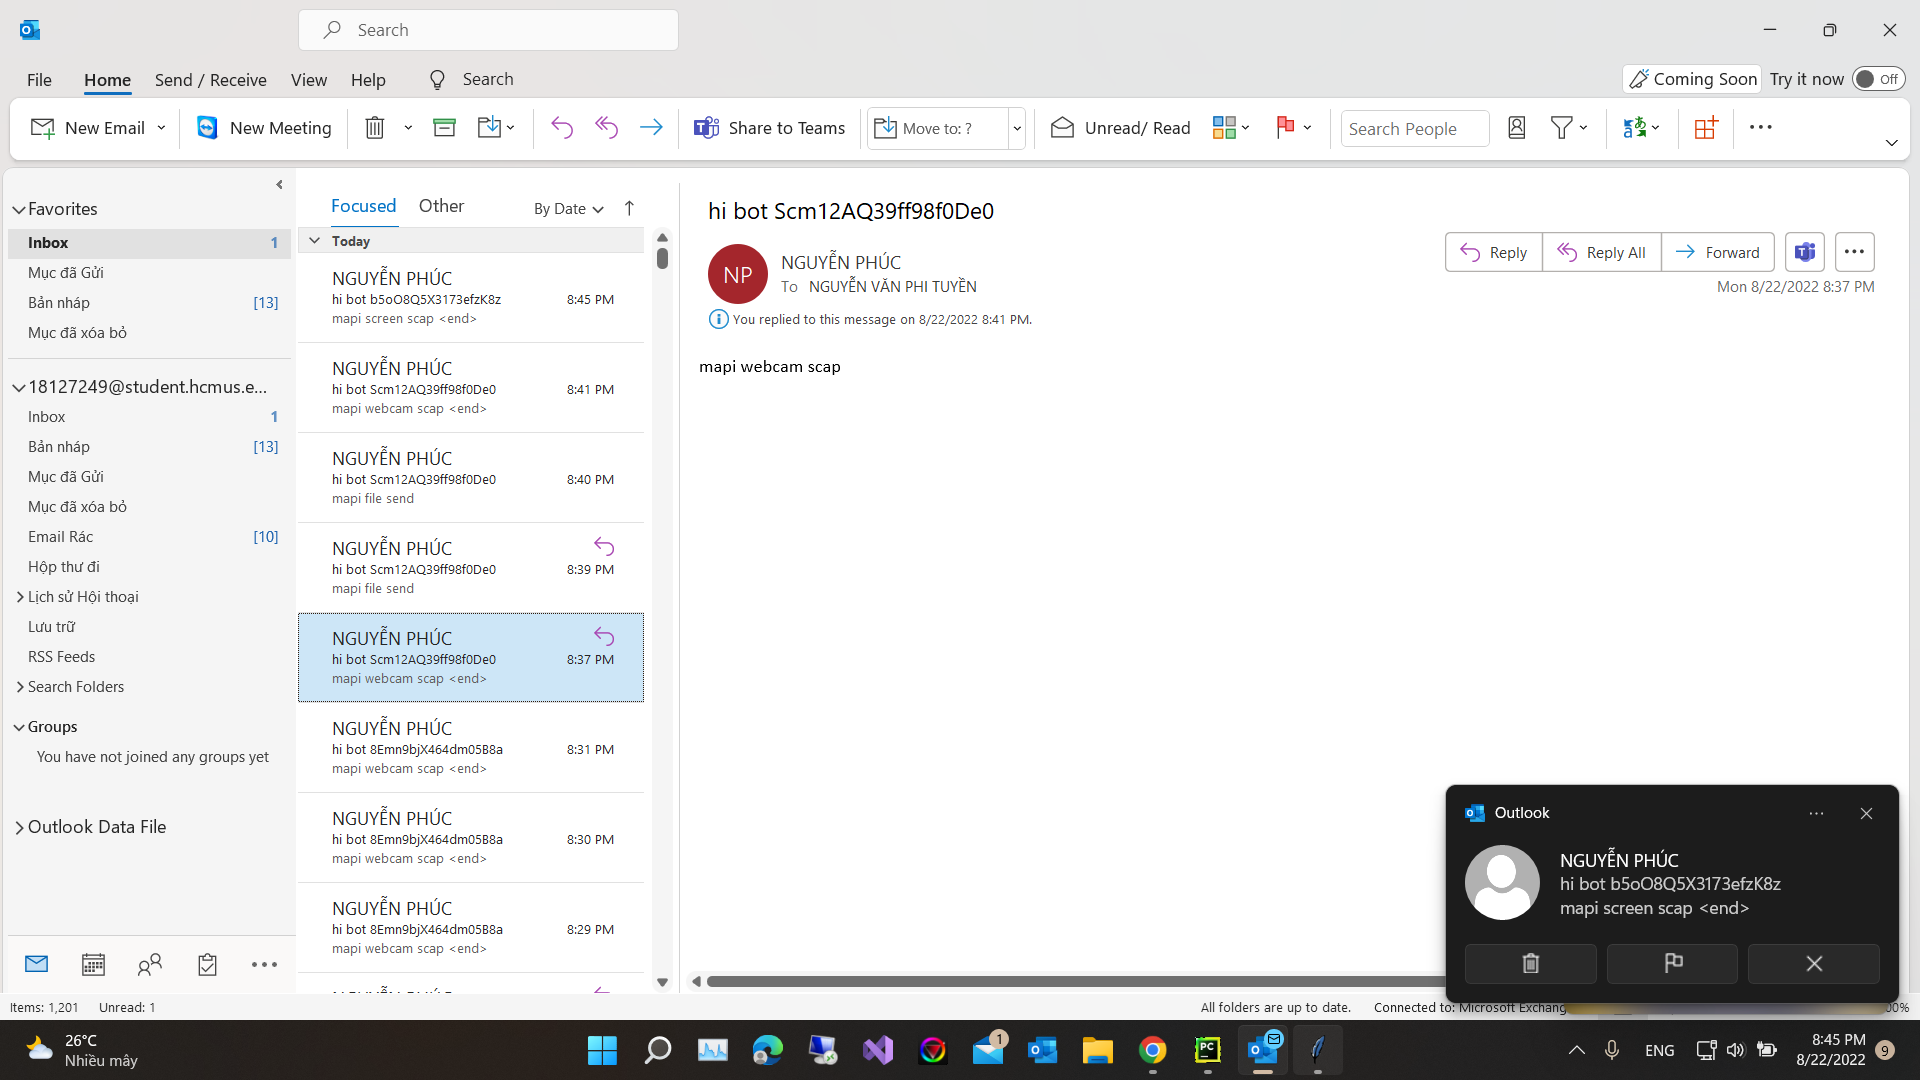 Search
File Home Send / Receive View Help Search
Coming Soon Try it now Off
New Email New Meeting Share to Teams Move to: ? Unread/ Read Search People
Favorites
Inbox 1
Mục đã Gửi
Bản nháp [13]
Mục đã xóa bỏ
18127249@student.hcmus.e...
Inbox 1
Bản nháp [13]
Mục đã Gửi
Mục đã xóa bỏ
Email Rác [10]
Hộp thư đi
Lịch sử Hội thoại
Lưu trữ
RSS Feeds
Search Folders
Groups
You have not joined any groups yet
Outlook Data File
Focused Other By Date
Today
NGUYỄN PHÚC
hi bot b5oO8Q5X3173efzK8z 8:45 PM
mapi screen scap <end>
NGUYỄN PHÚC
hi bot Scm12AQ39ff98f0De0 8:41 PM
mapi webcam scap <end>
NGUYỄN PHÚC
hi bot Scm12AQ39ff98f0De0 8:40 PM
mapi file send
NGUYỄN PHÚC
hi bot Scm12AQ39ff98f0De0 8:39 PM
mapi file send
NGUYỄN PHÚC
hi bot Scm12AQ39ff98f0De0 8:37 PM
mapi webcam scap <end>
NGUYỄN PHÚC
hi bot 8Emn9bjX464dm05B8a 8:31 PM
mapi webcam scap <end>
NGUYỄN PHÚC
hi bot 8Emn9bjX464dm05B8a 8:30 PM
mapi webcam scap <end>
NGUYỄN PHÚC
hi bot 8Emn9bjX464dm05B8a 8:29 PM
mapi webcam scap <end>
hi bot Scm12AQ39ff98f0De0
NP
NGUYỄN PHÚC
To NGUYỄN VĂN PHI TUYỀN
Reply Reply All Forward
Mon 8/22/2022 8:37 PM
You replied to this message on 8/22/2022 8:41 PM.
mapi webcam scap
Outlook
NGUYỄN PHÚC
hi bot b5oO8Q5X3173efzK8z
mapi screen scap <end>
Items: 1,201 Unread: 1 All folders are up to date. Connected to: Microsoft Exchang 00%
26°C
Nhiều mây
1
PC
ENG
8:45 PM
8/22/2022
9